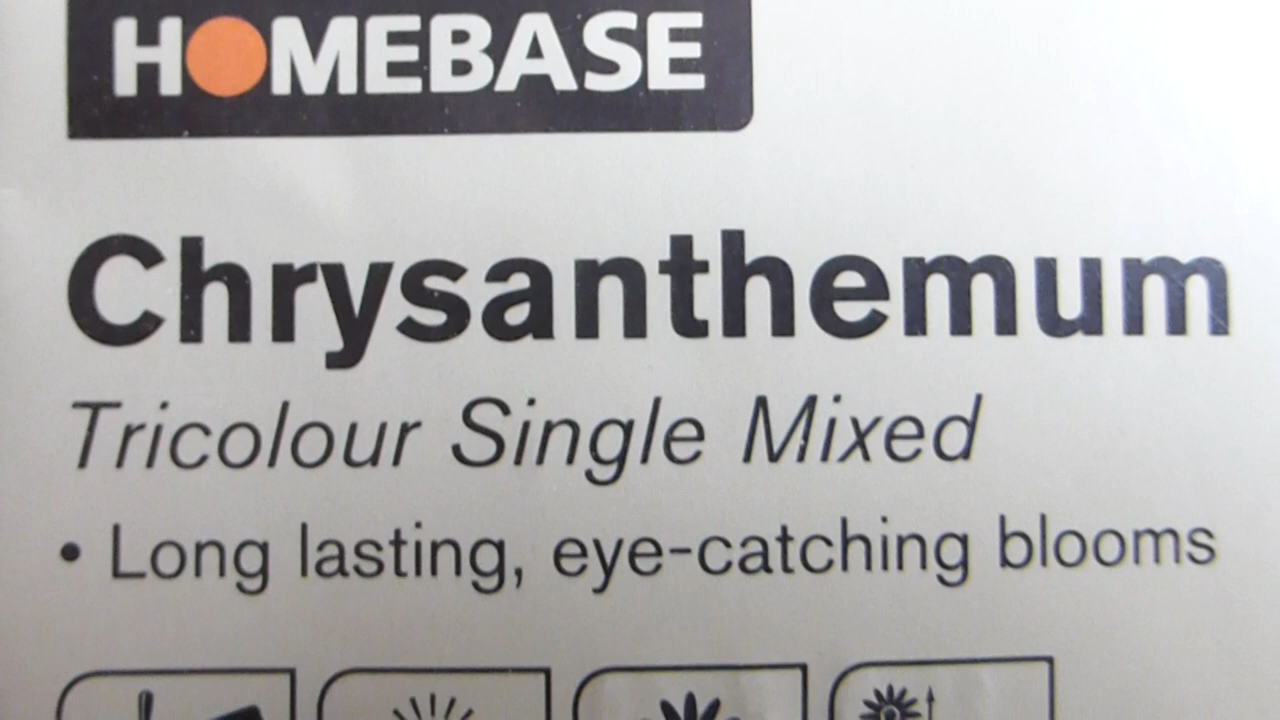 HOMEBASE
Chrysanthemum
Tricolour Single Mixed
• Long lasting, eye-catching blooms